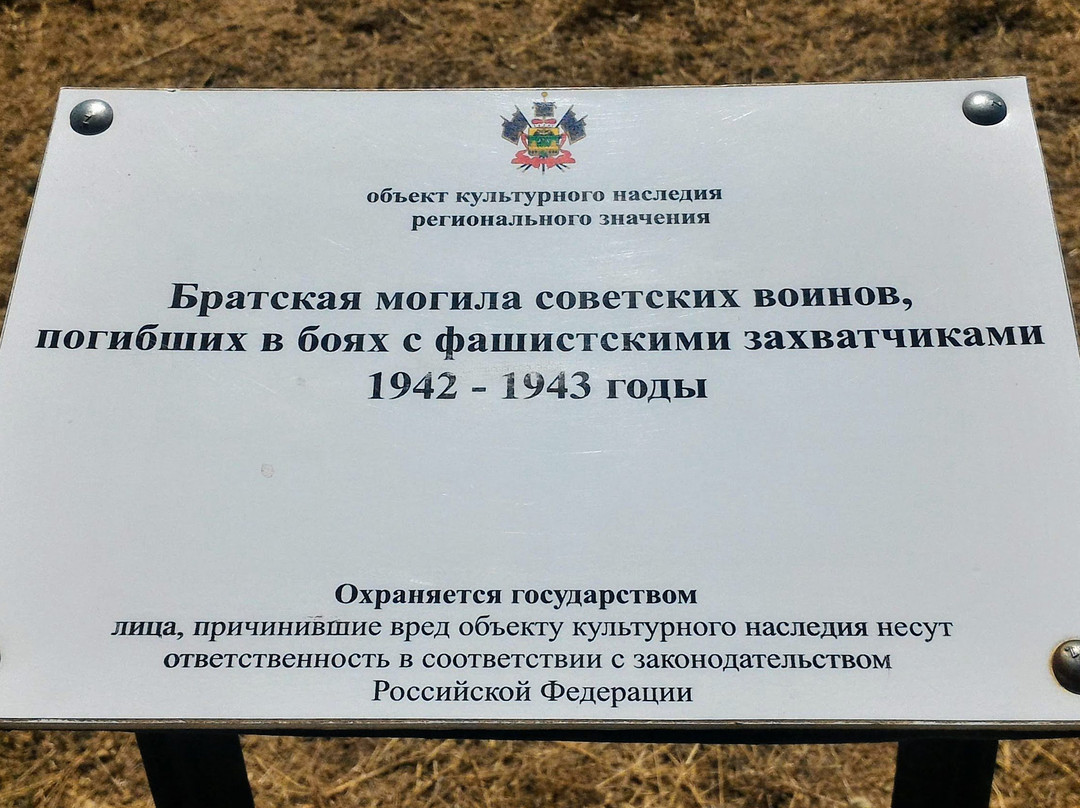 объект культурного наследия
регионального значения
Братская могила советских воинов,
погибших в боях с фашистскими захватчиками
1942 - 1943 годы
Охраняется государством
лица, причинившие вред объекту культурного наследия несут
ответственность в соответствии с законодательством
Российской Федерации